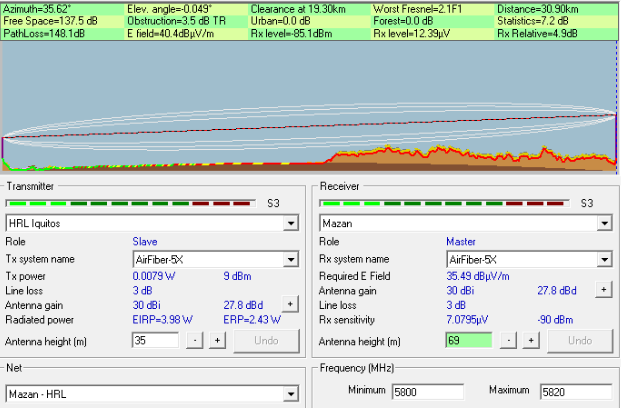 Azimuth=35.62° Elev. angle=-0.049° Clearance at 19.30km Worst Fresnel=2.1F1 Distance=30.90km
Free Space=137.5 dB Obstruction=3.5 dB TR Urban=0.0 dB Forest=0.0 dB Statistics=7.2 dB
PathLoss=148.1dB E field=40.4dBµV/m Rx level=-85.1dBm Rx level=12.39µV Rx Relative=4.9dB
Transmitter Receiver
S3 S3
HRL Iquitos Mazan
Role Slave Role Master
Tx system name AirFiber-5X Rx system name AirFiber-5X
Tx power 0.0079 W 9 dBm Required E Field 35.49 dBµV/m
Line loss 3 dB Antenna gain 30 dBi 27.8 dBd +
Antenna gain 30 dBi 27.8 dBd + Line loss 3 dB
Radiated power EIRP=3.98 W ERP=2.43 W Rx sensitivity 7.0795µV -90 dBm
Antenna height (m) 35 - + Undo Antenna height (m) 69 - + Undo
Net Frequency (MHz)
Mazan - HRL Minimum 5800 Maximum 5820